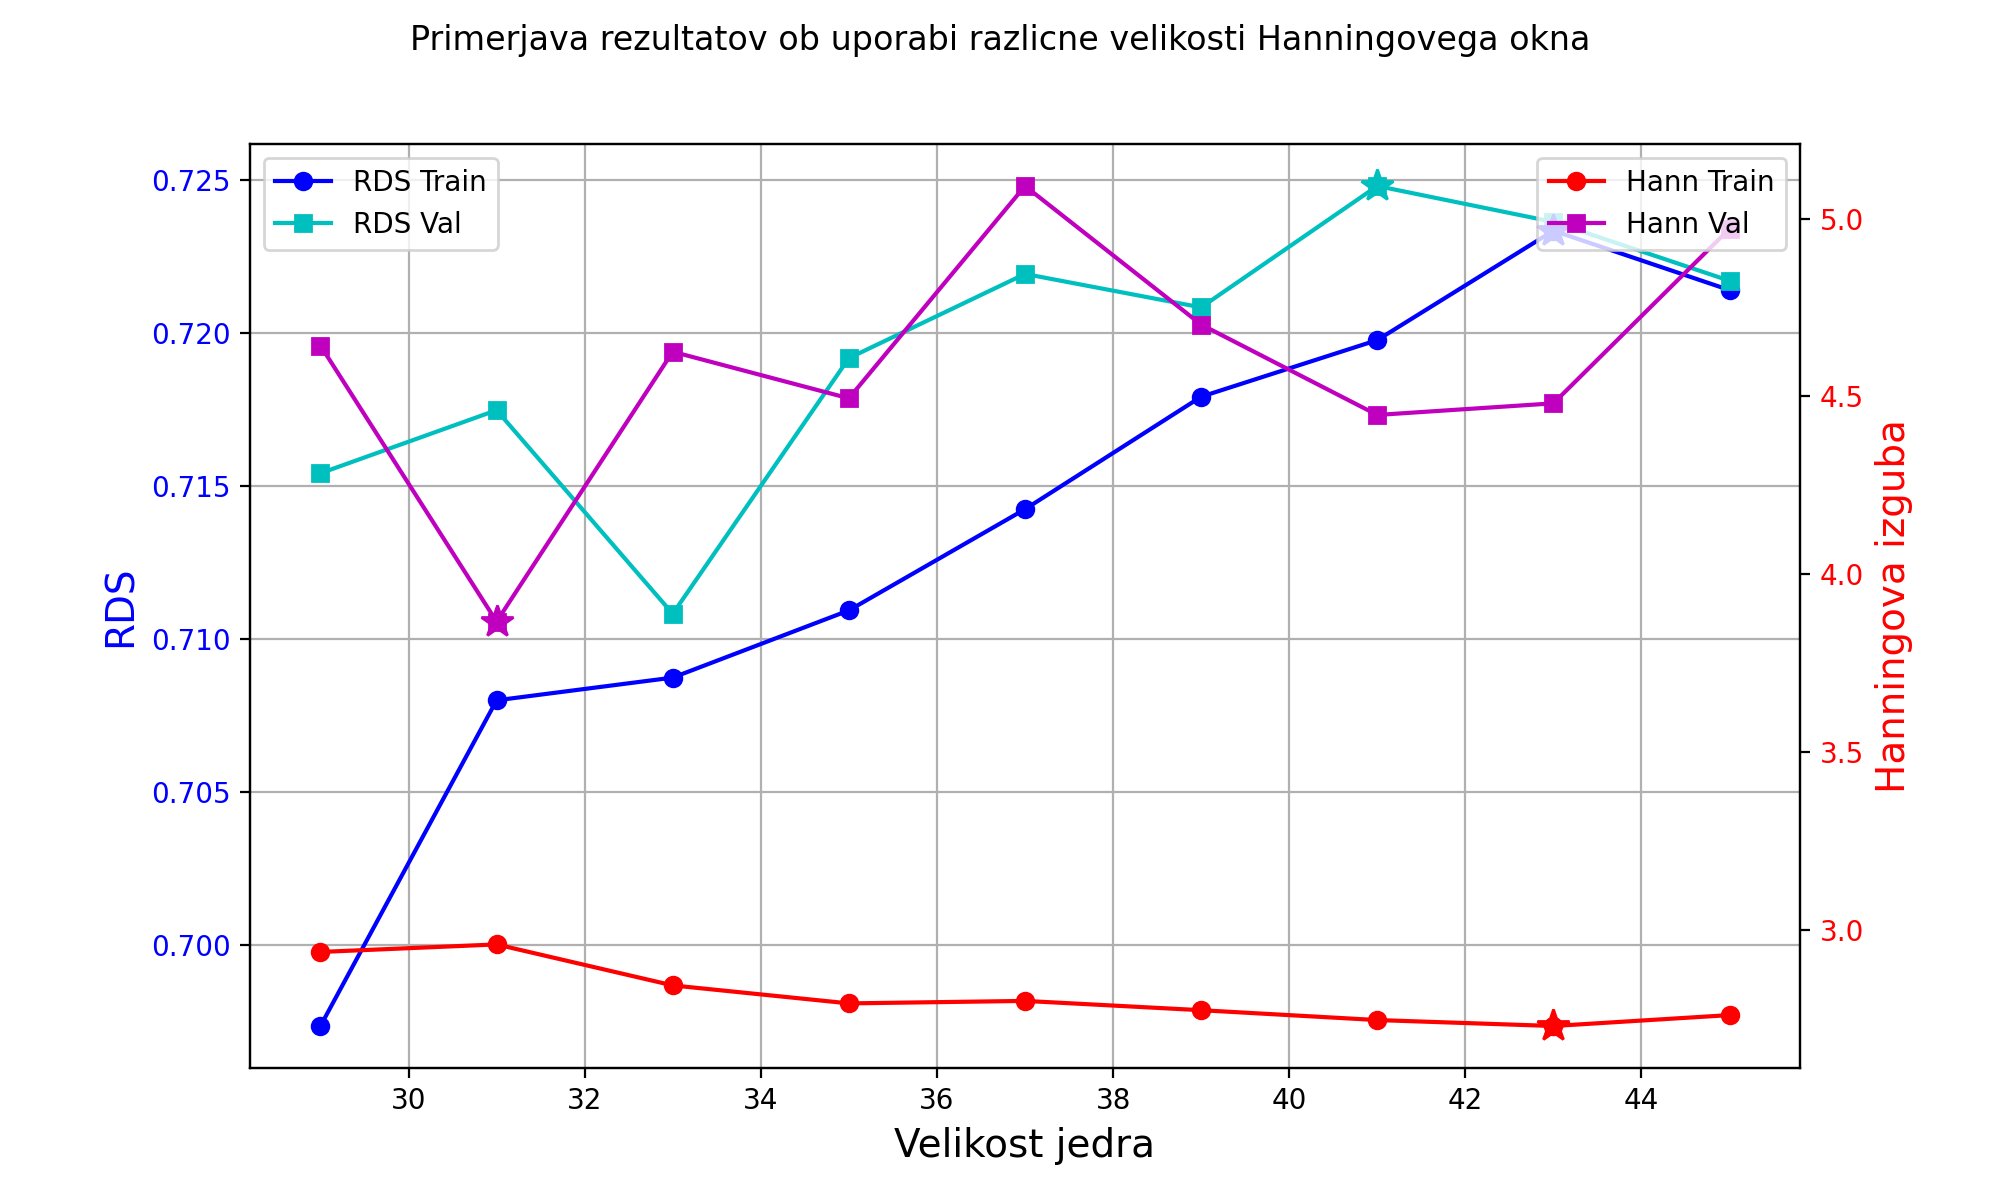 Primerjava rezultatov ob uporabi razlicne velikosti Hanningovega okna
RDS Train
RDS Val
Hann Train
Hann Val
0.725
0.720
0.715
0.710
0.705
0.700
RDS
5.0
4.5
4.0
3.5
3.0
Hanningova izguba
30 32 34 36 38 40 42 44
Velikost jedra